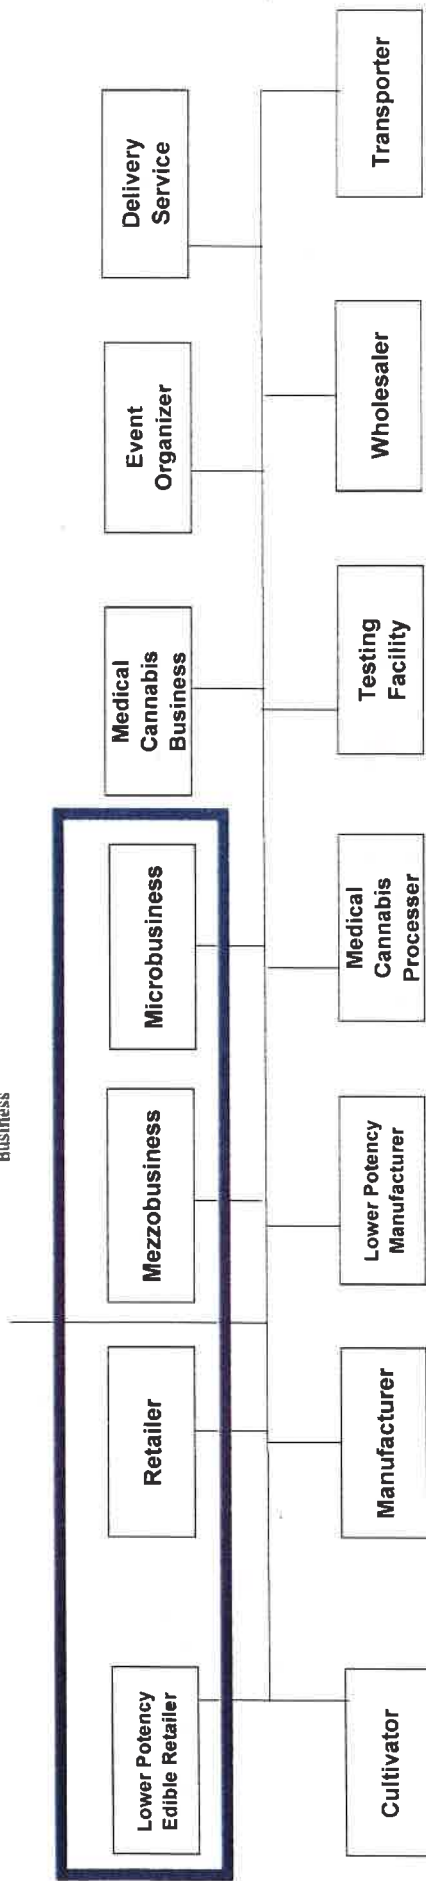 Business
Lower Potency
Edible Retailer
Retailer
Mezzobusiness
Microbusiness
Medical
Cannabis
Business
Event
Organizer
Delivery
Service
Cultivator
Manufacturer
Lower Potency
Manufacturer
Medical
Cannabis
Processer
Testing
Facility
Wholesaler
Transporter